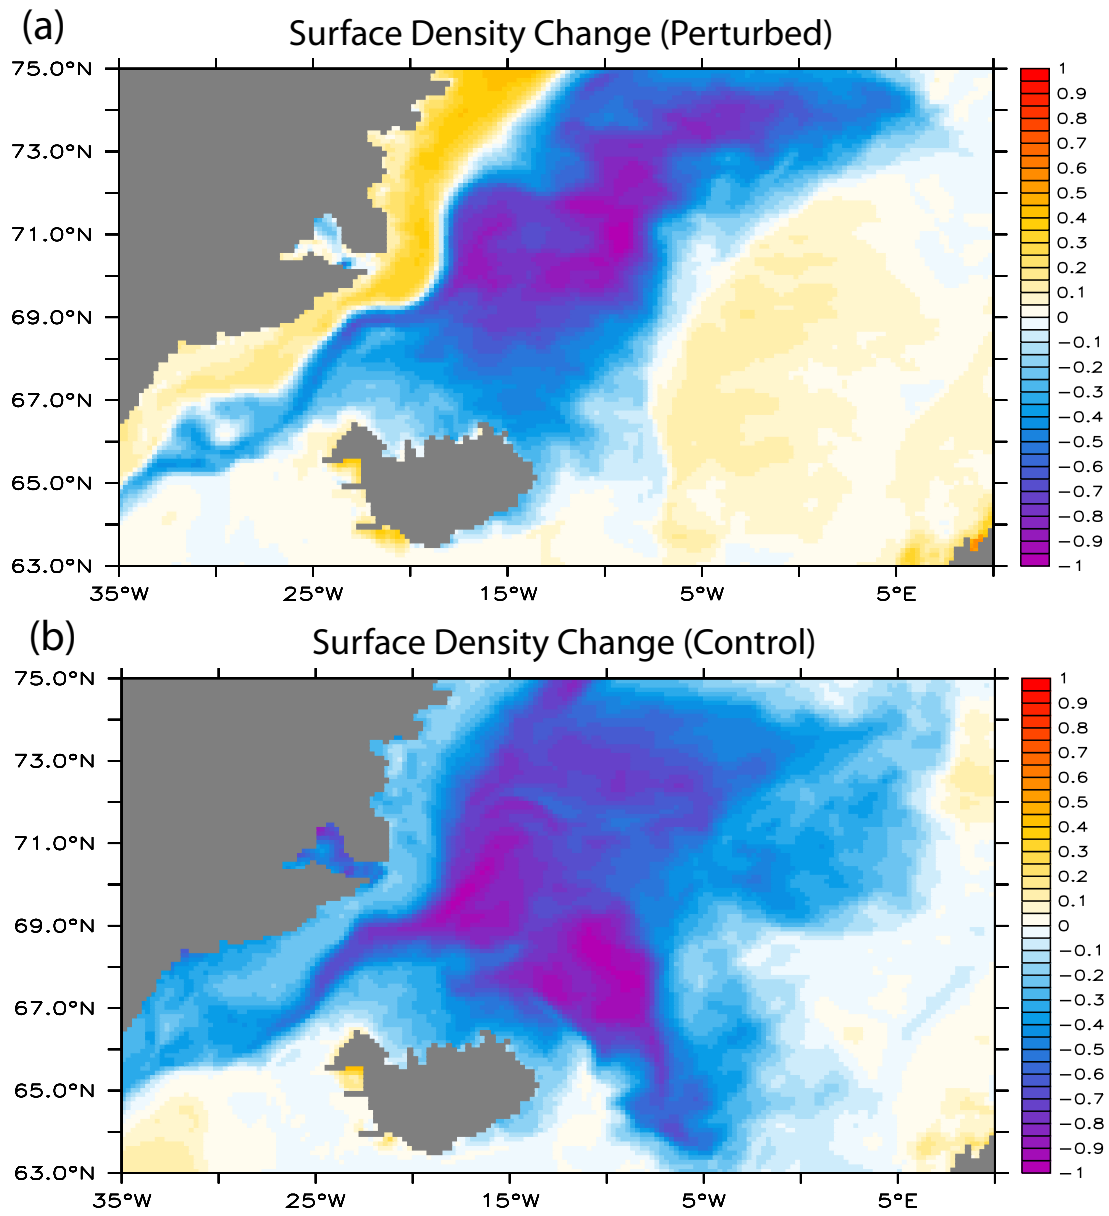 (a)
Surface Density Change (Perturbed)
75.0°N
73.0°N
71.0°N
69.0°N
67.0°N
65.0°N
63.0°N
35°W 25°W 15°W 5°W 5°E
1
0.9
0.8
0.7
0.6
0.5
0.4
0.3
0.2
0.1
0
−0.1
−0.2
−0.3
−0.4
−0.5
−0.6
−0.7
−0.8
−0.9
−1
(b)
Surface Density Change (Control)
75.0°N
73.0°N
71.0°N
69.0°N
67.0°N
65.0°N
63.0°N
35°W 25°W 15°W 5°W 5°E
1
0.9
0.8
0.7
0.6
0.5
0.4
0.3
0.2
0.1
0
−0.1
−0.2
−0.3
−0.4
−0.5
−0.6
−0.7
−0.8
−0.9
−1